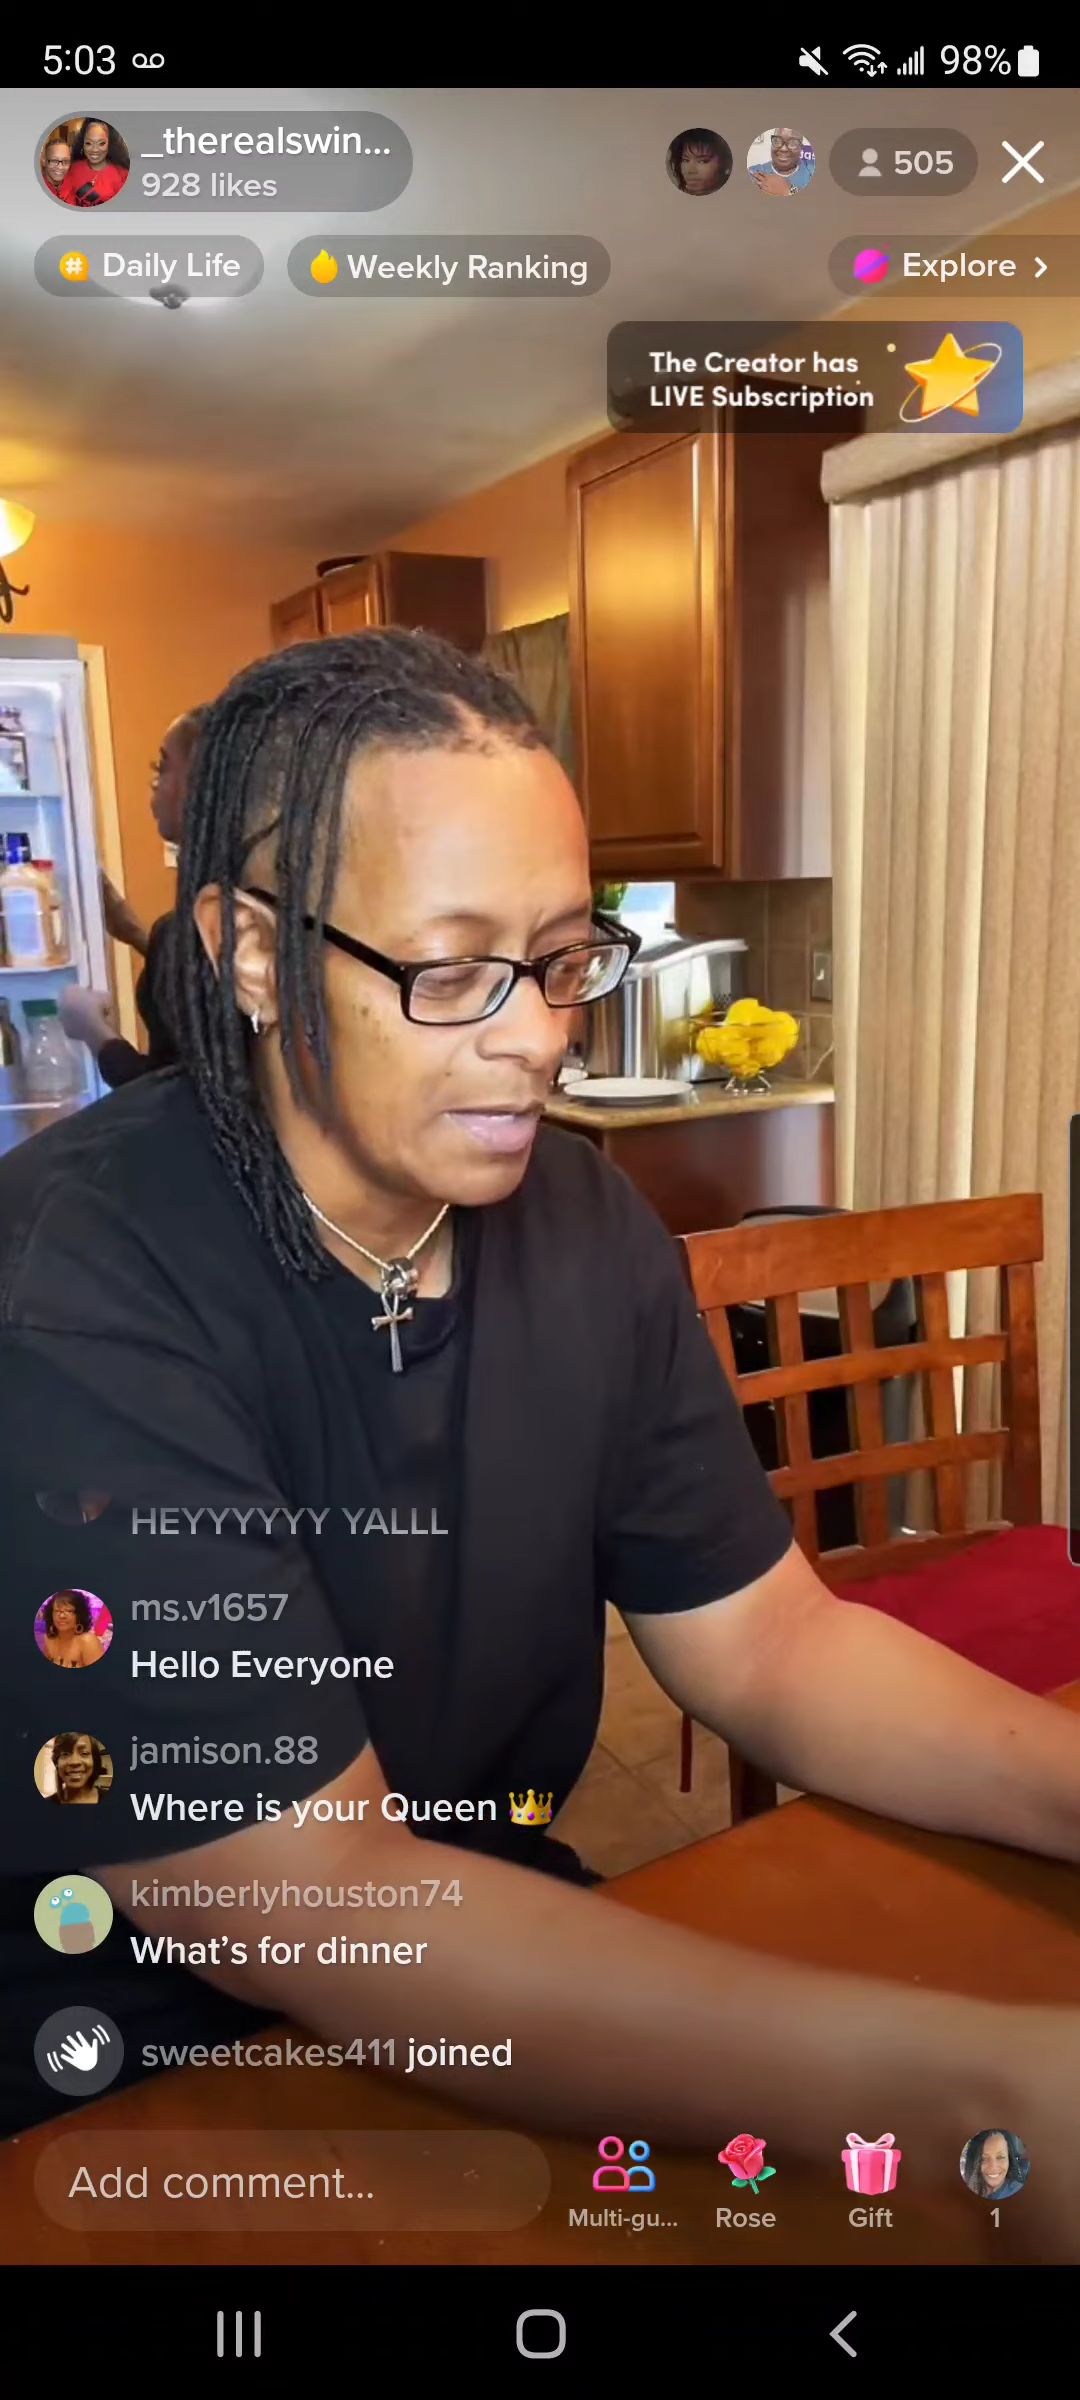 5:03
98%
_therealswin...
928 likes
505
Daily Life
Weekly Ranking
Explore >
The Creator has
LIVE Subscription
HEYYYYYY YALLL
ms.v1657
Hello Everyone
jamison.88
Where is your Queen 👑
kimberlyhouston74
What's for dinner
sweetcakes411 joined
Add comment...
Multi-gu...
Rose
Gift
1